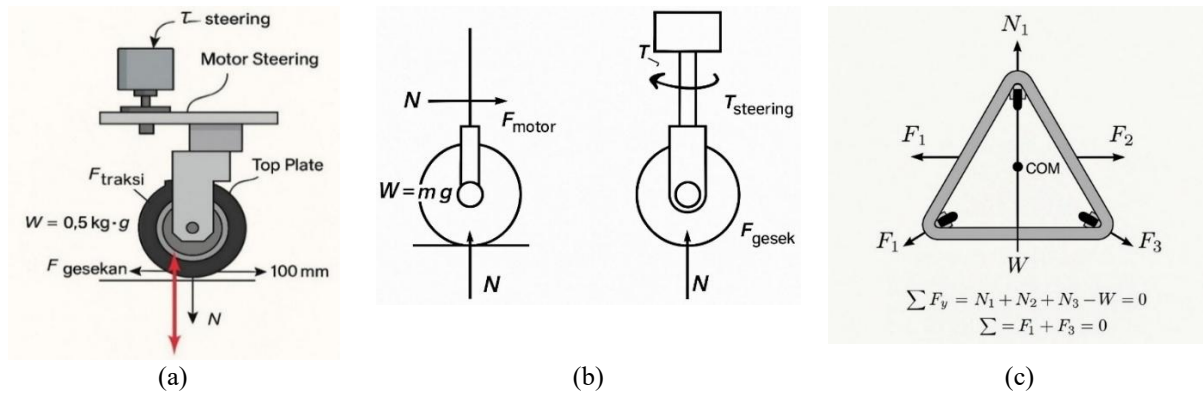 τ– steering
Motor Steering
F traksi
Top Plate
W = 0,5 kg·g
F gesekan
100 mm
N
(a)
T
N
F motor
T steering
W = m g
F gesek
N
N
(b)
N₁
F₁
F₂
COM
F₁
F₃
W
∑ F_y = N₁ + N₂ + N₃ – W = 0
∑ = F₁ + F₃ = 0
(c)